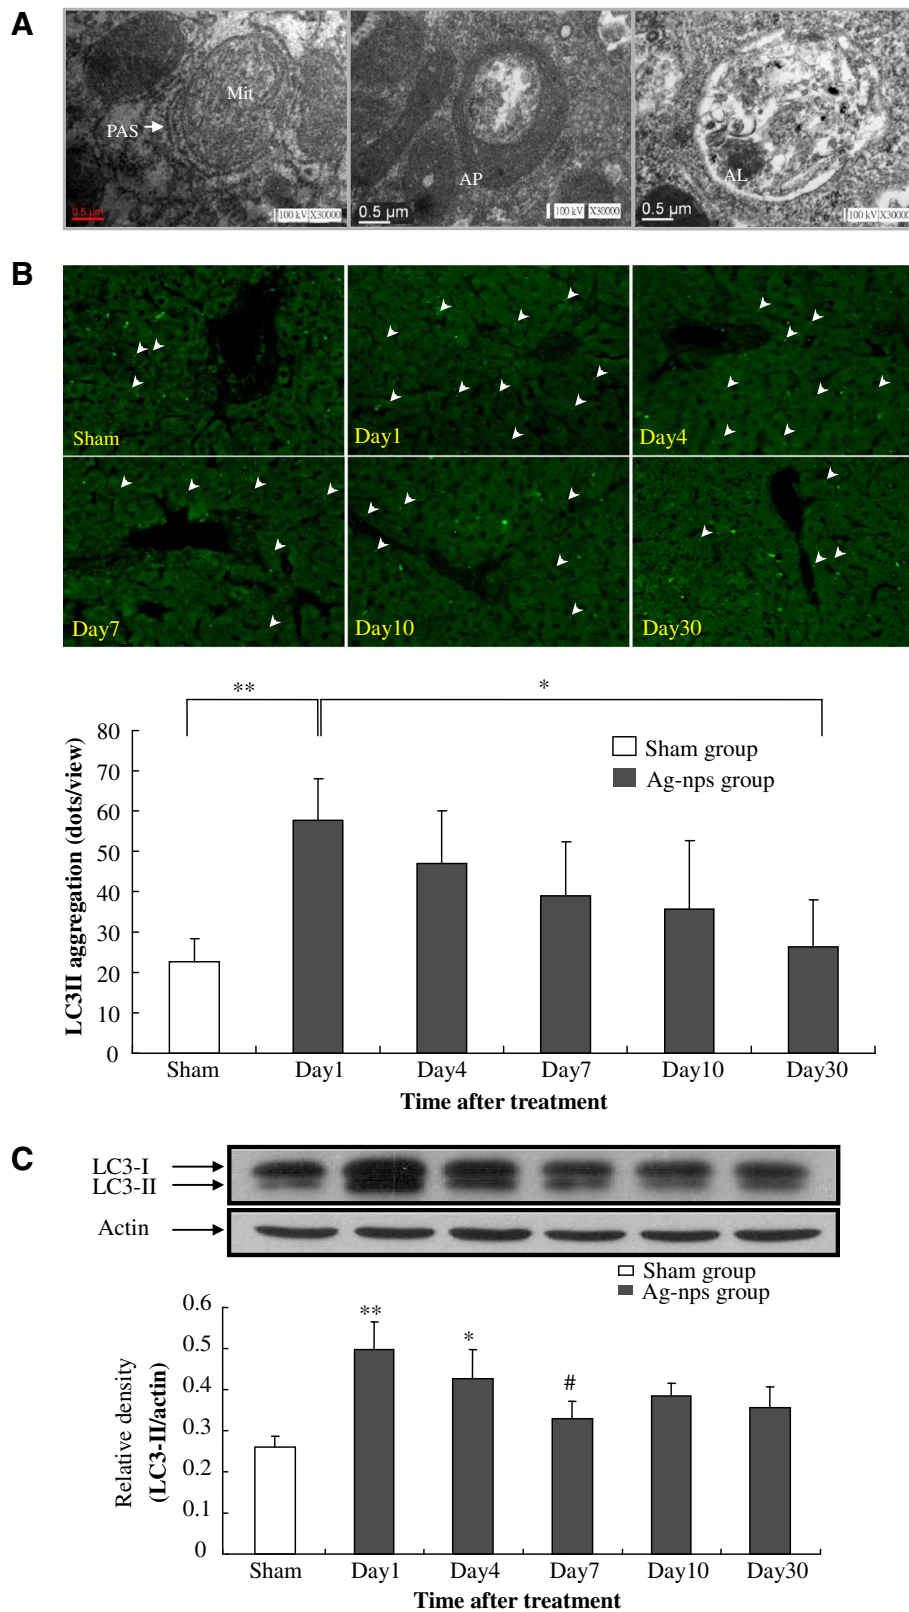 A
Mit
PAS
0.5 µm
100 kV X30000
AP
0.5 µm
100 kV X30000
AL
0.5 µm
100 kV X30000
B
Sham
Day1
Day4
Day7
Day10
Day30
** *
80
70
60
50
40
30
20
10
0
LC3II aggregation (dots/view)
Sham group
Ag-nps group
Sham Day1 Day4 Day7 Day10 Day30
Time after treatment
C
LC3-I
LC3-II
Actin
Sham group
Ag-nps group
0.6
0.5
0.4
0.3
0.2
0.1
0
Relative density
(LC3-II/actin)
**
*
#
Sham Day1 Day4 Day7 Day10 Day30
Time after treatment